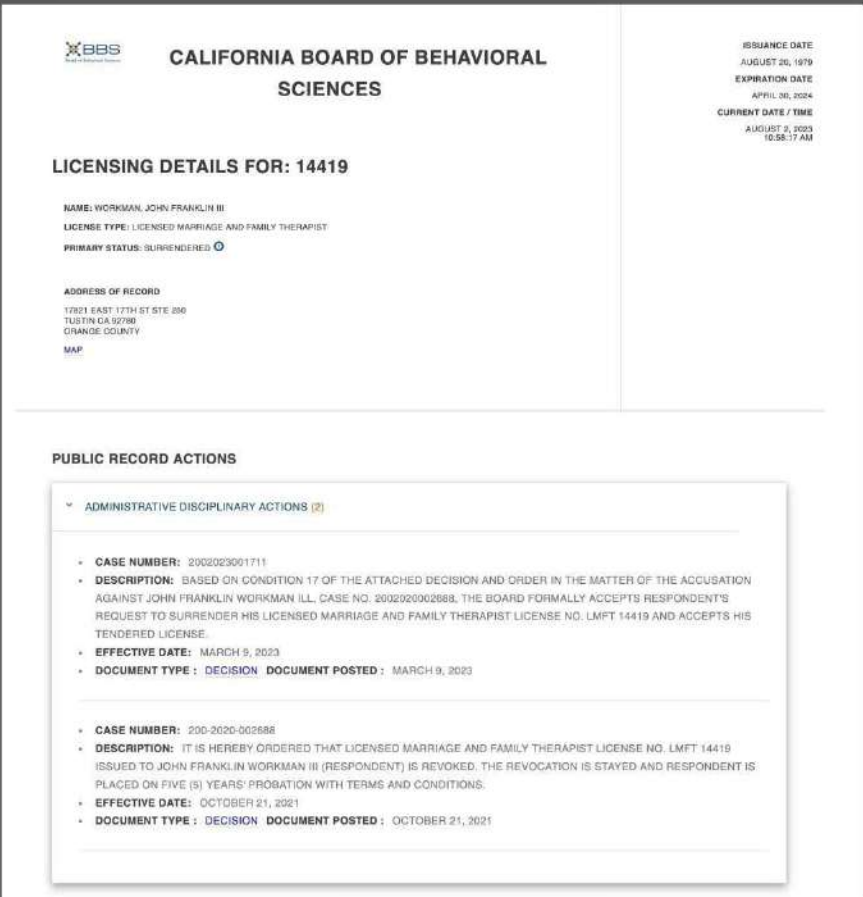 BBS
CALIFORNIA BOARD OF BEHAVIORAL
SCIENCES
ISSUANCE DATE
AUGUST 20, 1979
EXPIRATION DATE
APRIL 30, 2024
CURRENT DATE / TIME
AUGUST 2, 2023
10:58:17 AM
LICENSING DETAILS FOR: 14419
NAME: WORKMAN, JOHN FRANKLIN III
LICENSE TYPE: LICENSED MARRIAGE AND FAMILY THERAPIST
PRIMARY STATUS: SURRENDERED
ADDRESS OF RECORD
17821 EAST 17TH ST STE 200
TUSTIN CA 92780
ORANGE COUNTY
MAP
PUBLIC RECORD ACTIONS
ADMINISTRATIVE DISCIPLINARY ACTIONS (2)
• CASE NUMBER: 2002023001711
• DESCRIPTION: BASED ON CONDITION 17 OF THE ATTACHED DECISION AND ORDER IN THE MATTER OF THE ACCUSATION
AGAINST JOHN FRANKLIN WORKMAN ILL, CASE NO. 2002020002688, THE BOARD FORMALLY ACCEPTS RESPONDENT'S
REQUEST TO SURRENDER HIS LICENSED MARRIAGE AND FAMILY THERAPIST LICENSE NO. LMFT 14419 AND ACCEPTS HIS
TENDERED LICENSE.
• EFFECTIVE DATE: MARCH 9, 2023
• DOCUMENT TYPE : DECISION DOCUMENT POSTED : MARCH 9, 2023
• CASE NUMBER: 200-2020-002688
• DESCRIPTION: IT IS HEREBY ORDERED THAT LICENSED MARRIAGE AND FAMILY THERAPIST LICENSE NO. LMFT 14419
ISSUED TO JOHN FRANKLIN WORKMAN III (RESPONDENT) IS REVOKED. THE REVOCATION IS STAYED AND RESPONDENT IS
PLACED ON FIVE (5) YEARS' PROBATION WITH TERMS AND CONDITIONS.
• EFFECTIVE DATE: OCTOBER 21, 2021
• DOCUMENT TYPE : DECISION DOCUMENT POSTED : OCTOBER 21, 2021